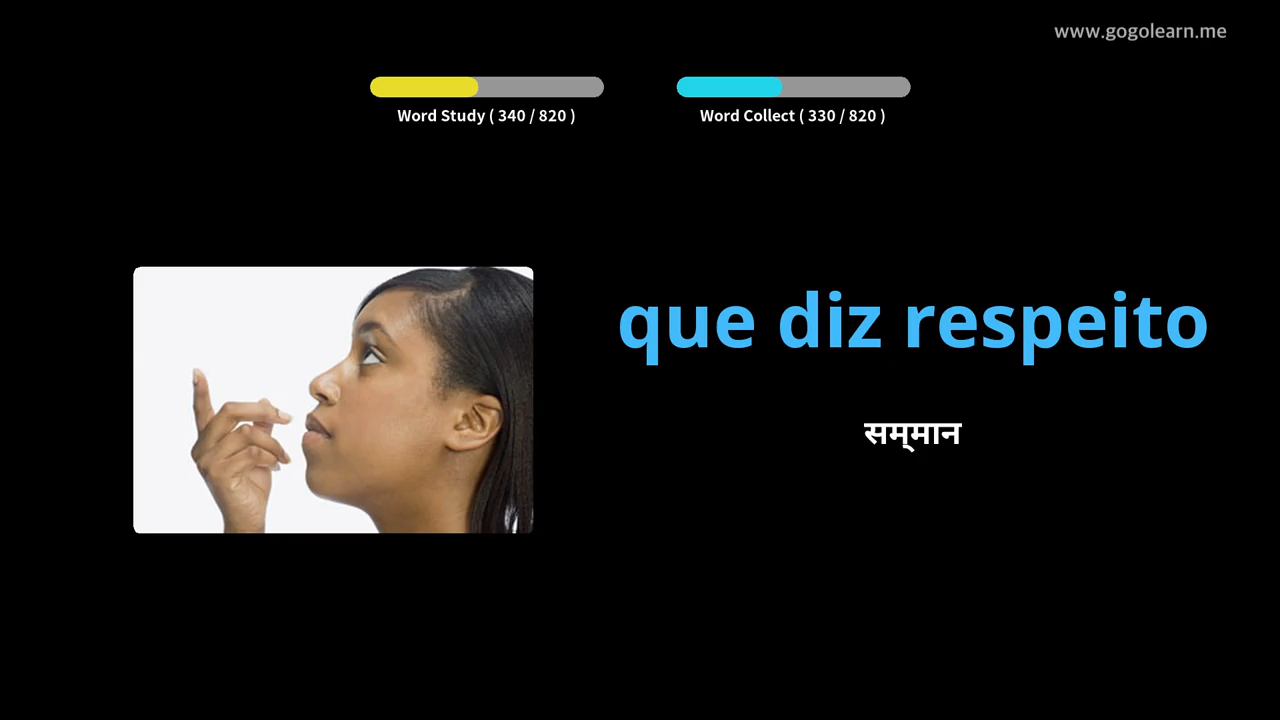 www.gogolearn.me
Word Study ( 340 / 820 )
Word Collect ( 330 / 820 )
que diz respeito
सम्‌मान